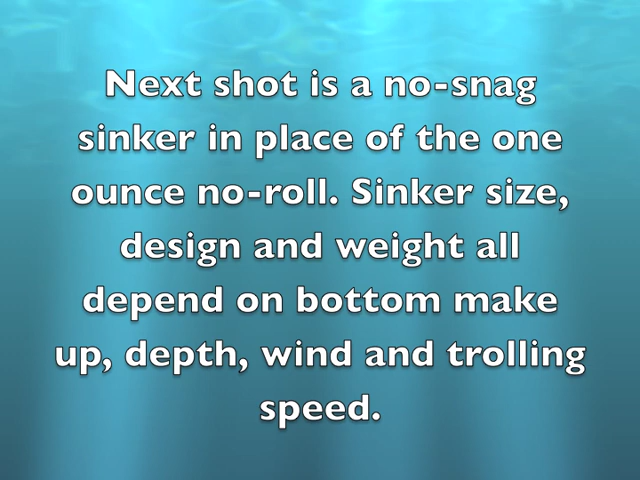 Next shot is a no-snag
sinker in place of the one
ounce no-roll. Sinker size,
design and weight all
depend on bottom make
up, depth, wind and trolling
speed.